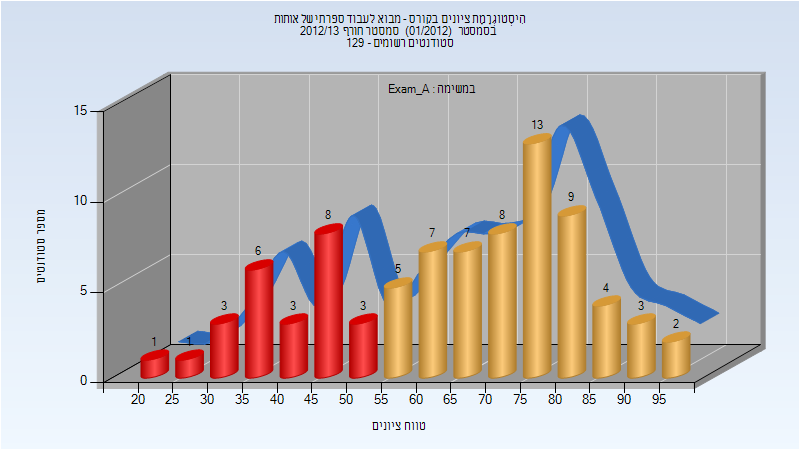 היסטוגרמת ציונים בקורס - מבוא לעבוד ספרתי של אותות
בסמסטר (01/2012) סמסטר חורף 2012/13
סטודנטים רשומים - 129
במשימה : Exam_A
מספר סטודנטים
15
10
5
0
1
1
3
6
3
8
3
5
7
7
8
13
9
4
3
2
20 25 30 35 40 45 50 55 60 65 70 75 80 85 90 95
טווח ציונים